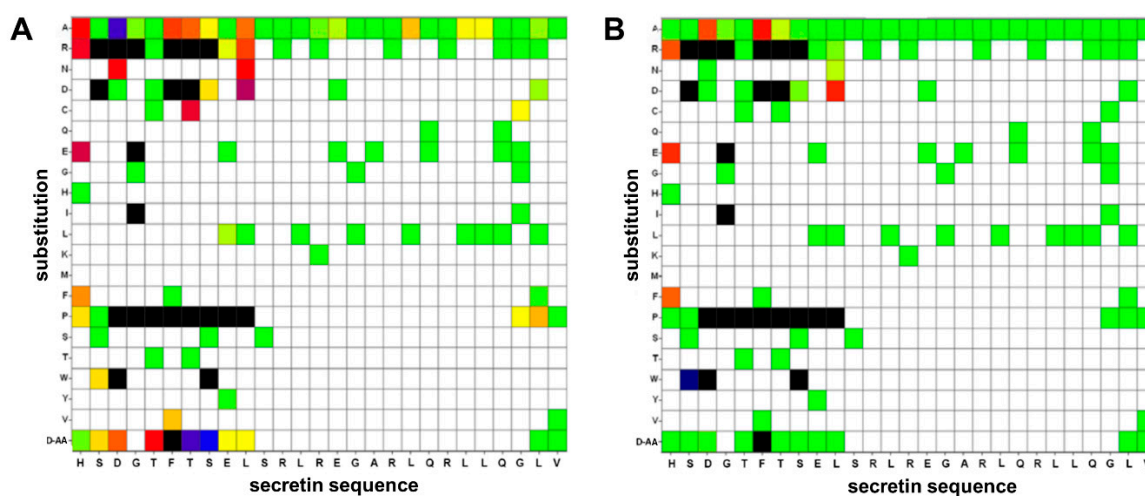 A
B
substitution
A
R
N
D
C
Q
E
G
H
I
L
K
M
F
P
S
T
W
Y
V
D-AA
H S D G T F T S E L S R L R E G A R L Q R L L Q G L V
secretin sequence
substitution
A
R
N
D
C
Q
E
G
H
I
L
K
M
F
P
S
T
W
Y
V
D-AA
H S D G T F T S E L S R L R E G A R L Q R L L Q G L
secretin sequence